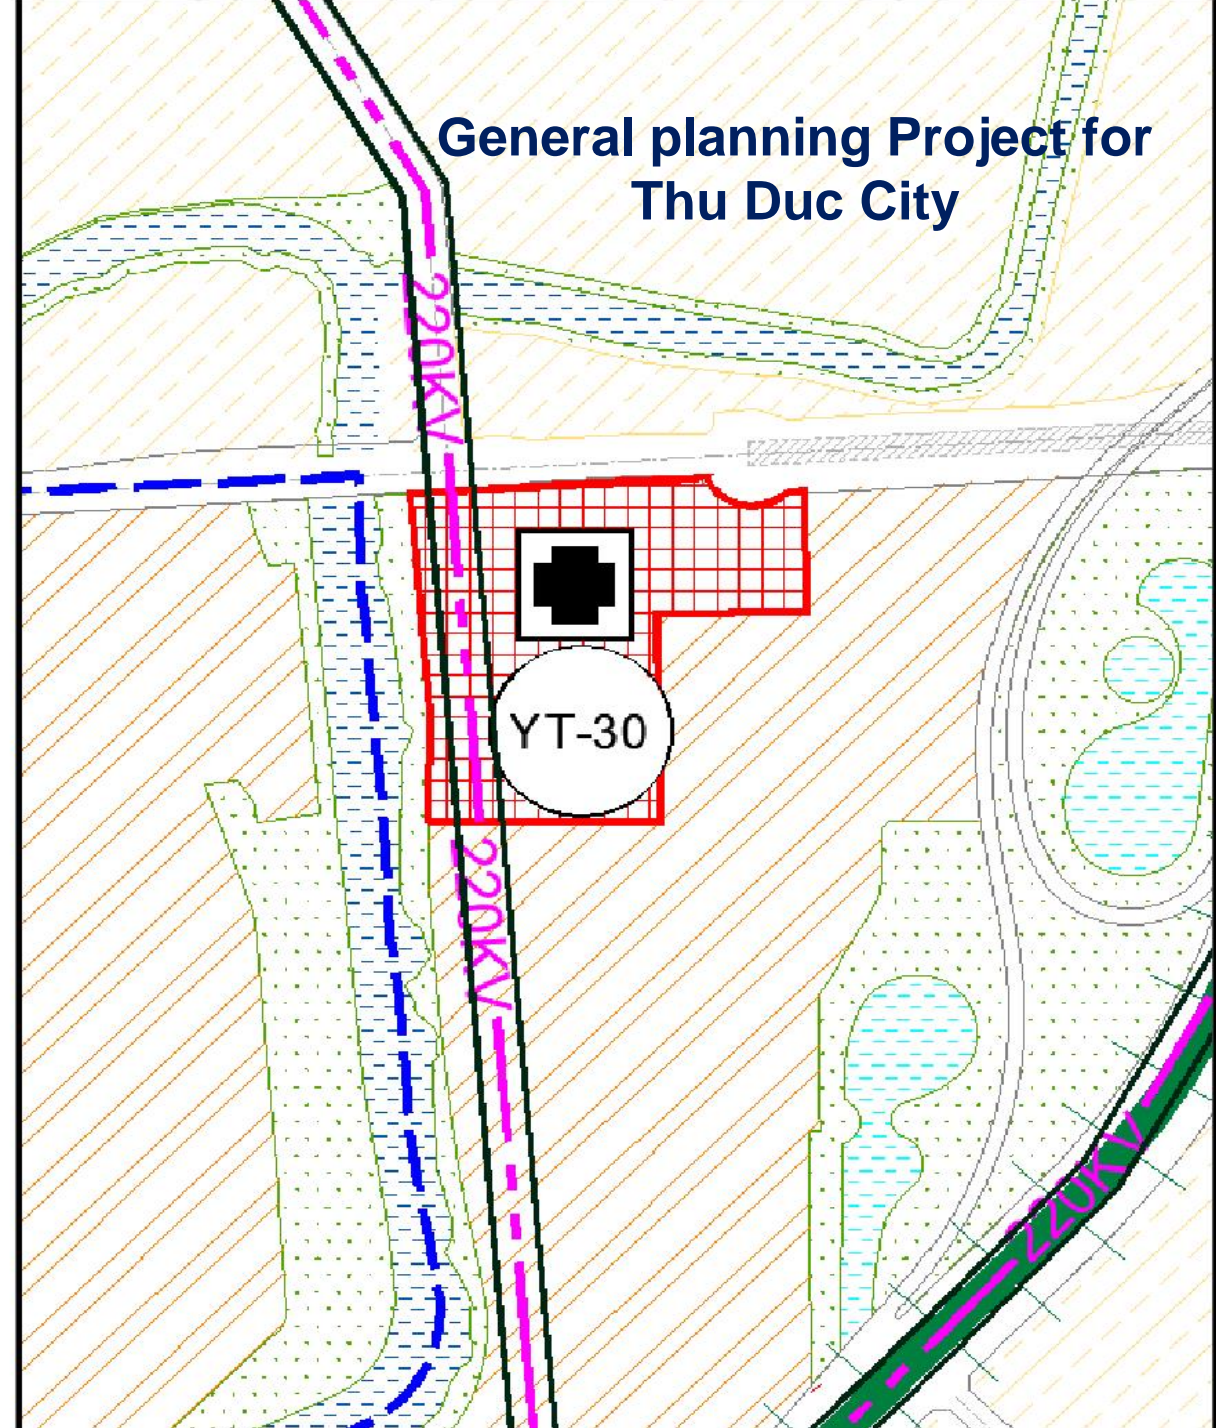 General planning Project for
Thu Duc City
220KV
YT-30
220KV
220KV